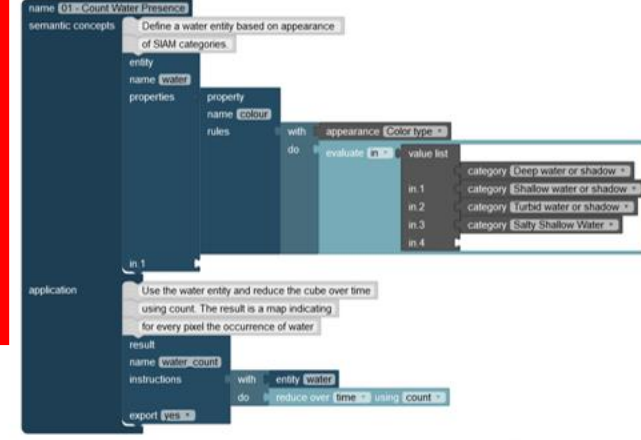 name 01 - Count Water Presence
semantic concepts
Define a water entity based on appearance
of SIAM categories.
entity
name water
properties
property
name colour
rules
with appearance Color type
do evaluate in value list
category Deep water or shadow
in.1 category Shallow water or shadow
in.2 category Turbid water or shadow
in.3 category Salty Shallow Water
in.4
in.1
application
Use the water entity and reduce the cube over time
using count. The result is a map indicating
for every pixel the occurrence of water
result
name water_count
instructions with entity water
do reduce over time using count
export yes